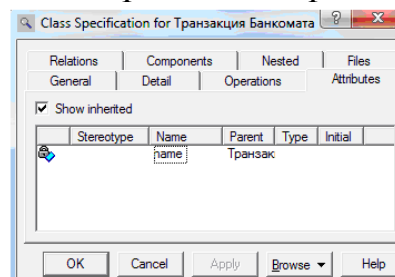 Class Specification for Транзакция Банкомата
Relations Components Nested Files
General Detail Operations Attributes
Show inherited
Stereotype Name Parent Type Initial
name Транзак
OK Cancel Apply Browse Help